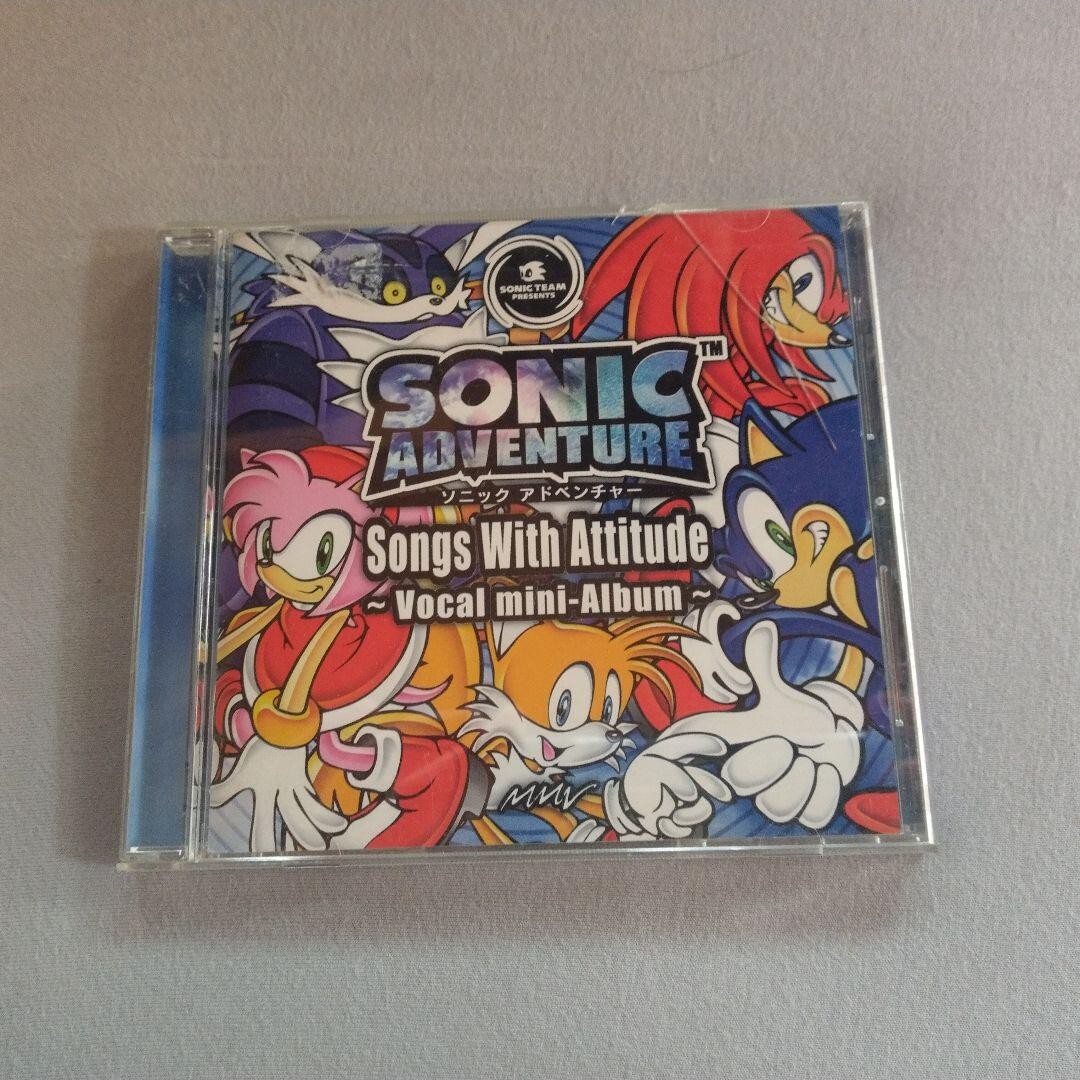 SONIC TEAM
PRESENTS
SONIC™
ADVENTURE
ソニック アドベンチャー
Songs With Attitude
~ Vocal mini-Album ~